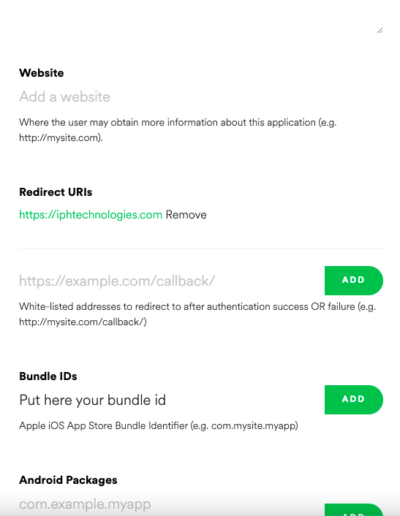 Website
Add a website
Where the user may obtain more information about this application (e.g.
http://mysite.com).
Redirect URIs
https://iphtechnologies.com Remove
https://example.com/callback/
ADD
White-listed addresses to redirect to after authentication success OR failure (e.g.
http://mysite.com/callback/)
Bundle IDs
Put here your bundle id
ADD
Apple iOS App Store Bundle Identifier (e.g. com.mysite.myapp)
Android Packages
com.example.myapp
ADD